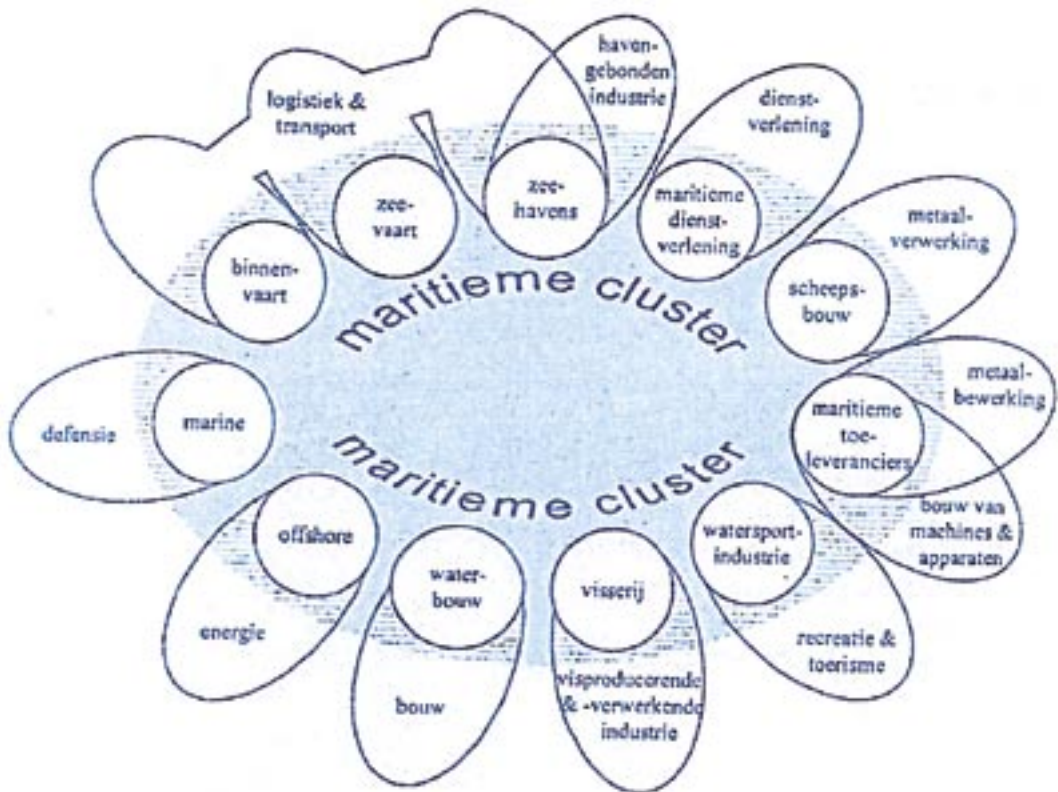 haven-
gebonden
industrie
logistiek &
transport
dienst-
verlening
zee-
vaart
zee-
havens
maritieme
dienst-
verlening
metaal-
verwerking
binnen-
vaart
scheeps-
bouw
maritieme cluster
metaal-
bewerking
defensie
marine
maritieme
toe-
leveranciers
maritieme cluster
bouw van
machines &
apparaten
offshore
watersport-
industrie
water-
bouw
visserij
energie
recreatie &
toerisme
bouw
visproducerende
& -verwerkende
industrie